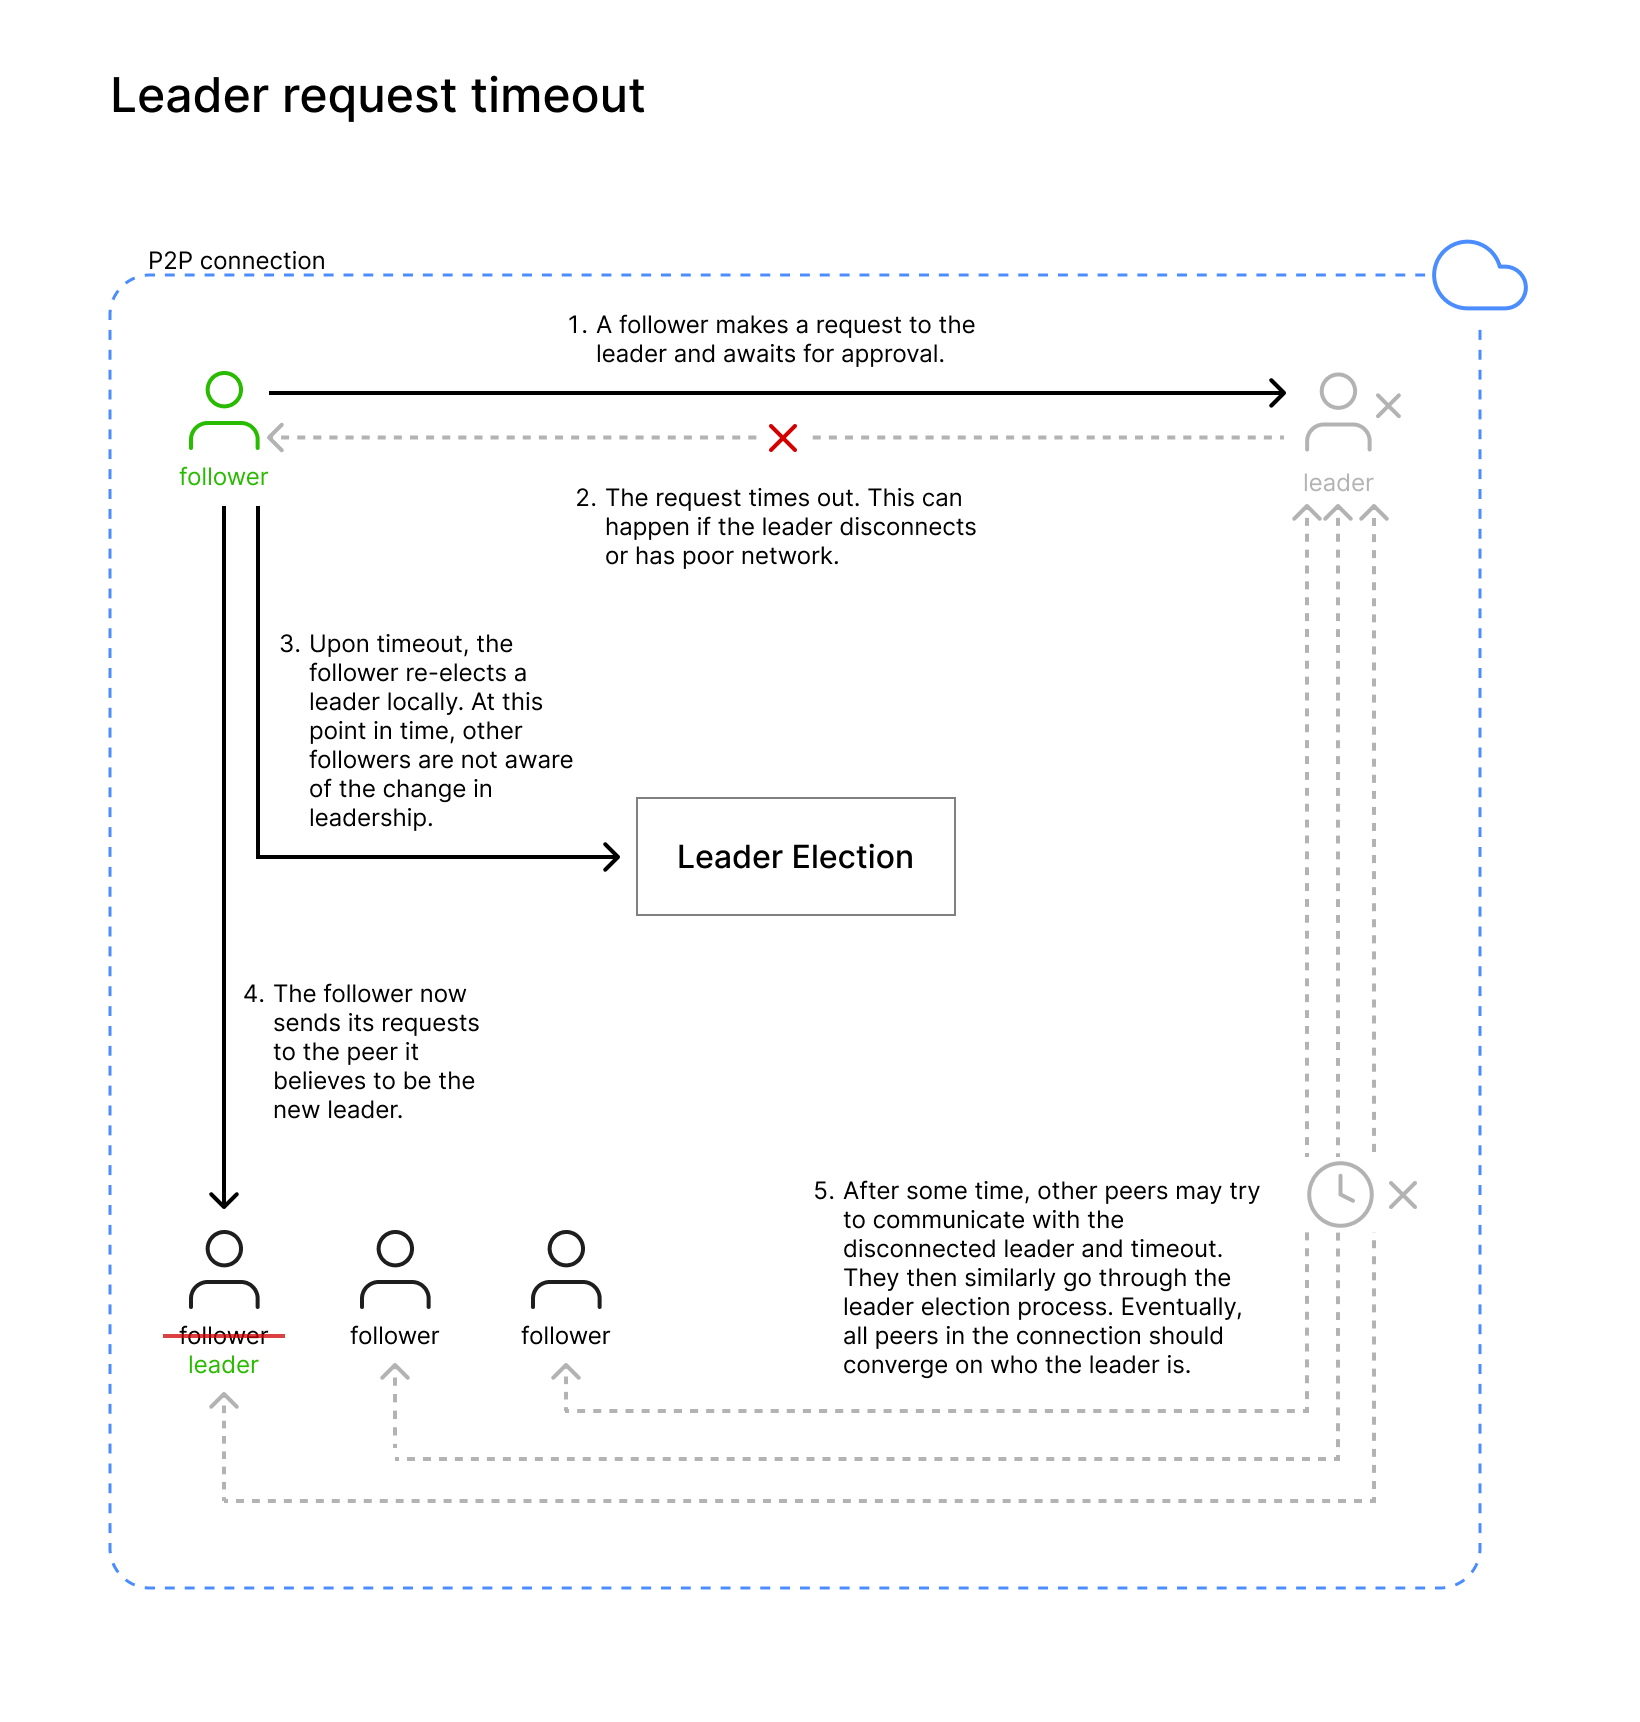 Leader request timeout
P2P connection
1. A follower makes a request to the
leader and awaits for approval.
follower
leader
2. The request times out. This can
happen if the leader disconnects
or has poor network.
3. Upon timeout, the
follower re-elects a
leader locally. At this
point in time, other
followers are not aware
of the change in
leadership.
Leader Election
4. The follower now
sends its requests
to the peer it
believes to be the
new leader.
5. After some time, other peers may try
to communicate with the
disconnected leader and timeout.
They then similarly go through the
leader election process. Eventually,
all peers in the connection should
converge on who the leader is.
follower
leader
follower
follower